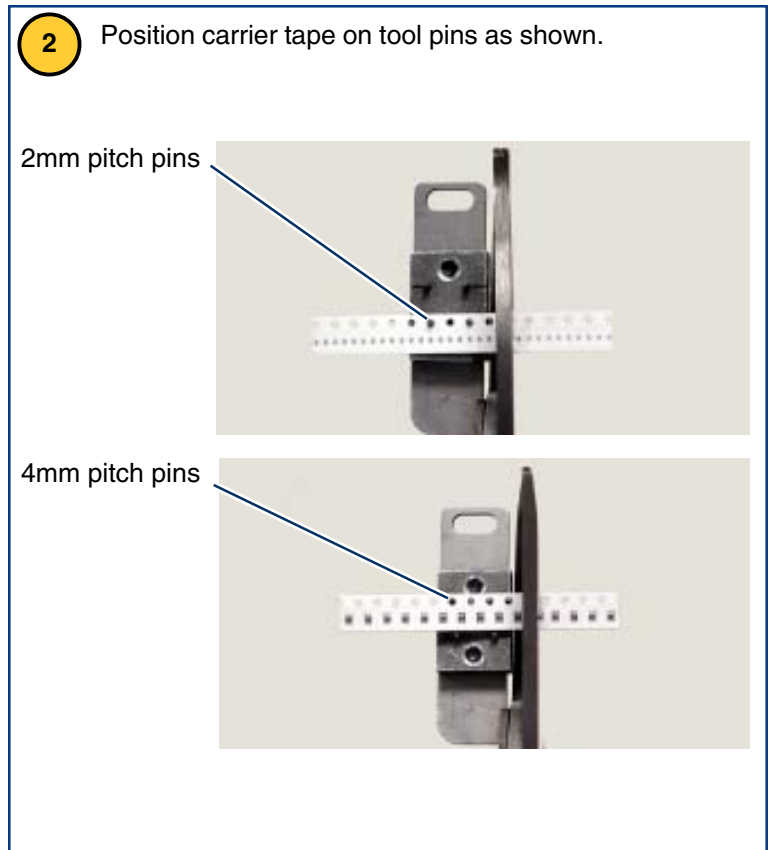 2 Position carrier tape on tool pins as shown.
2mm pitch pins
4mm pitch pins